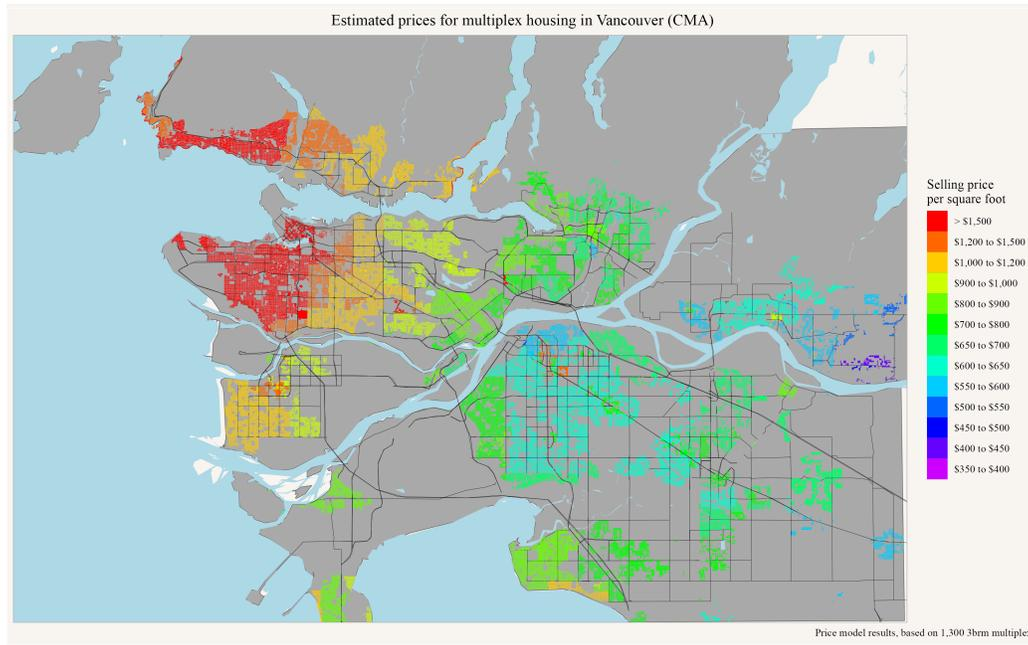 Estimated prices for multiplex housing in Vancouver (CMA)
Selling price
per square foot
> $1,500
$1,200 to $1,500
$1,000 to $1,200
$900 to $1,000
$800 to $900
$700 to $800
$650 to $700
$600 to $650
$550 to $600
$500 to $550
$450 to $500
$400 to $450
$350 to $400
Price model results, based on 1,300 3brm multiplex